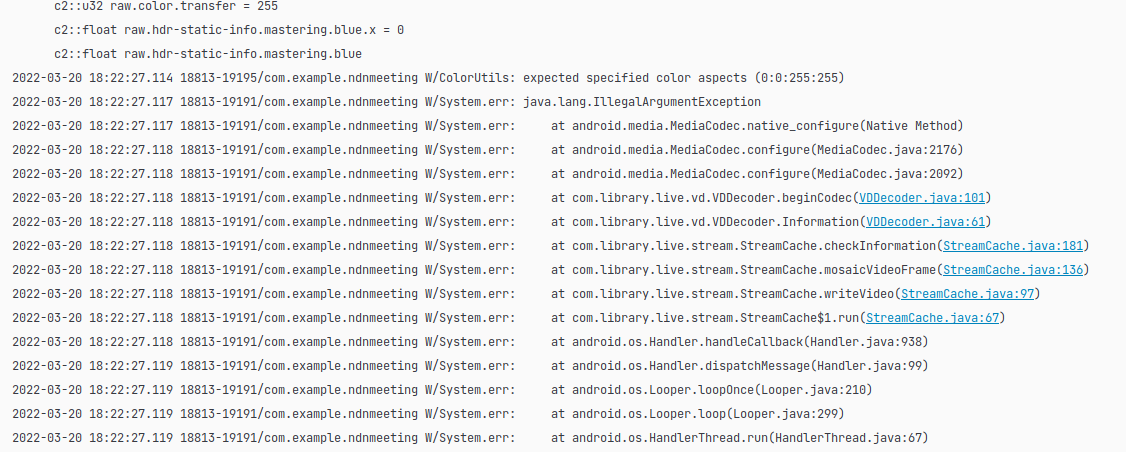 c2::u32 raw.color.transfer = 255
c2::float raw.hdr-static-info.mastering.blue.x = 0
c2::float raw.hdr-static-info.mastering.blue
2022-03-20 18:22:27.114 18813-19195/com.example.ndnmeeting W/ColorUtils: expected specified color aspects (0:0:255:255)
2022-03-20 18:22:27.117 18813-19191/com.example.ndnmeeting W/System.err: java.lang.IllegalArgumentException
2022-03-20 18:22:27.117 18813-19191/com.example.ndnmeeting W/System.err:     at android.media.MediaCodec.native_configure(Native Method)
2022-03-20 18:22:27.118 18813-19191/com.example.ndnmeeting W/System.err:     at android.media.MediaCodec.configure(MediaCodec.java:2176)
2022-03-20 18:22:27.118 18813-19191/com.example.ndnmeeting W/System.err:     at android.media.MediaCodec.configure(MediaCodec.java:2092)
2022-03-20 18:22:27.118 18813-19191/com.example.ndnmeeting W/System.err:     at com.library.live.vd.VDDecoder.beginCodec(VDDecoder.java:101)
2022-03-20 18:22:27.118 18813-19191/com.example.ndnmeeting W/System.err:     at com.library.live.vd.VDDecoder.Information(VDDecoder.java:61)
2022-03-20 18:22:27.118 18813-19191/com.example.ndnmeeting W/System.err:     at com.library.live.stream.StreamCache.checkInformation(StreamCache.java:181)
2022-03-20 18:22:27.118 18813-19191/com.example.ndnmeeting W/System.err:     at com.library.live.stream.StreamCache.mosaicVideoFrame(StreamCache.java:136)
2022-03-20 18:22:27.118 18813-19191/com.example.ndnmeeting W/System.err:     at com.library.live.stream.StreamCache.writeVideo(StreamCache.java:97)
2022-03-20 18:22:27.118 18813-19191/com.example.ndnmeeting W/System.err:     at com.library.live.stream.StreamCache$1.run(StreamCache.java:67)
2022-03-20 18:22:27.118 18813-19191/com.example.ndnmeeting W/System.err:     at android.os.Handler.handleCallback(Handler.java:938)
2022-03-20 18:22:27.119 18813-19191/com.example.ndnmeeting W/System.err:     at android.os.Handler.dispatchMessage(Handler.java:99)
2022-03-20 18:22:27.119 18813-19191/com.example.ndnmeeting W/System.err:     at android.os.Looper.loopOnce(Looper.java:210)
2022-03-20 18:22:27.119 18813-19191/com.example.ndnmeeting W/System.err:     at android.os.Looper.loop(Looper.java:299)
2022-03-20 18:22:27.119 18813-19191/com.example.ndnmeeting W/System.err:     at android.os.HandlerThread.run(HandlerThread.java:67)